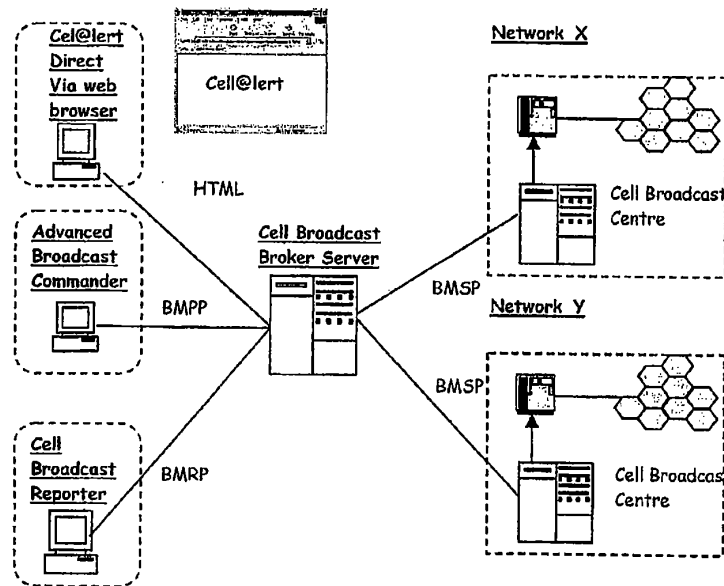 Cel@lert
Direct
Via web
browser
Cell@lert
Network X
HTML
Cell Broadcast
Centre
Advanced
Broadcast
Commander
Cell Broadcast
Broker Server
BMPP
BMSP
Network Y
BMSP
Cell
Broadcast
Reporter
BMRP
Cell Broadcast
Centre